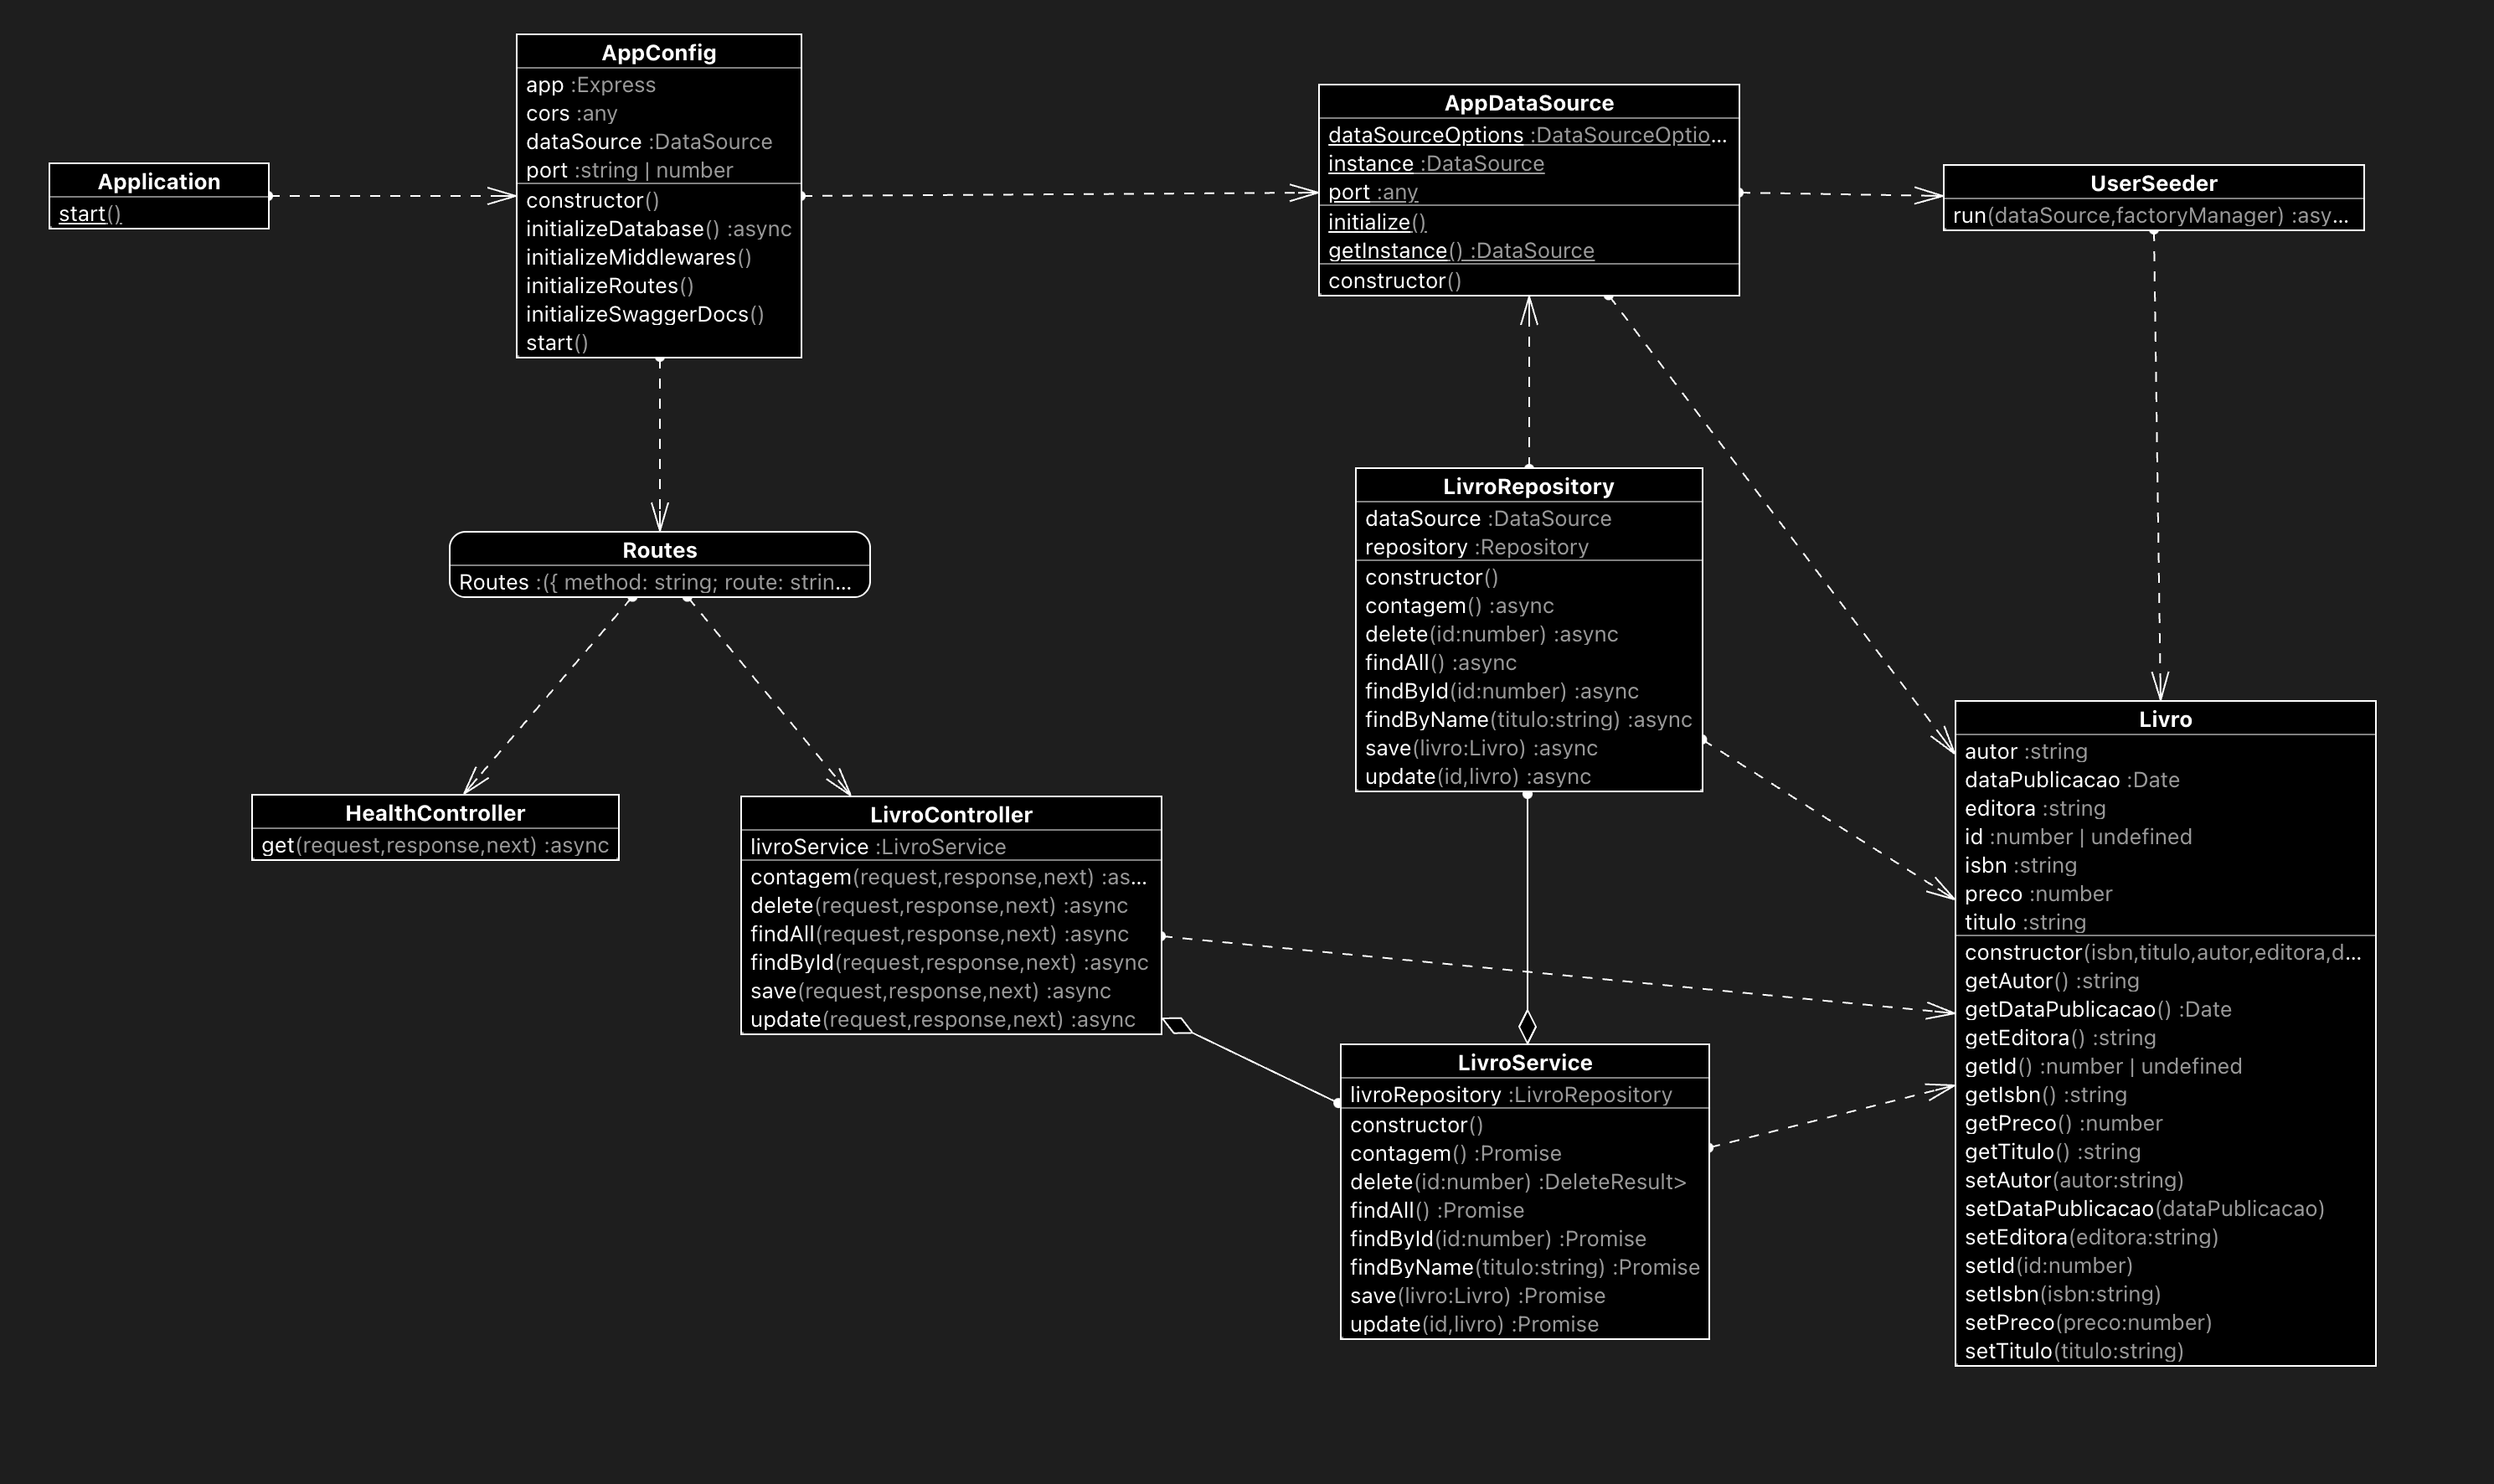 Application
start()
AppConfig
app :Express
cors :any
dataSource :DataSource
port :string | number
constructor()
initializeDatabase() :async
initializeMiddlewares()
initializeRoutes()
initializeSwaggerDocs()
start()
AppDataSource
dataSourceOptions :DataSourceOptio...
instance :DataSource
port :any
initialize()
getInstance() :DataSource
constructor()
UserSeeder
run(dataSource,factoryManager) :asy...
Routes
Routes :({ method: string; route: strin...
HealthController
get(request,response,next) :async
LivroController
livroService :LivroService
contagem(request,response,next) :as...
delete(request,response,next) :async
findAll(request,response,next) :async
findById(request,response,next) :async
save(request,response,next) :async
update(request,response,next) :async
LivroRepository
dataSource :DataSource
repository :Repository
constructor()
contagem() :async
delete(id:number) :async
findAll() :async
findById(id:number) :async
findByName(titulo:string) :async
save(livro:Livro) :async
update(id,livro) :async
LivroService
livroRepository :LivroRepository
constructor()
contagem() :Promise
delete(id:number) :DeleteResult>
findAll() :Promise
findById(id:number) :Promise
findByName(titulo:string) :Promise
save(livro:Livro) :Promise
update(id,livro) :Promise
Livro
autor :string
dataPublicacao :Date
editora :string
id :number | undefined
isbn :string
preco :number
titulo :string
constructor(isbn,titulo,autor,editora,d...
getAutor() :string
getDataPublicacao() :Date
getEditora() :string
getId() :number | undefined
getIsbn() :string
getPreco() :number
getTitulo() :string
setAutor(autor:string)
setDataPublicacao(dataPublicacao)
setEditora(editora:string)
setId(id:number)
setIsbn(isbn:string)
setPreco(preco:number)
setTitulo(titulo:string)